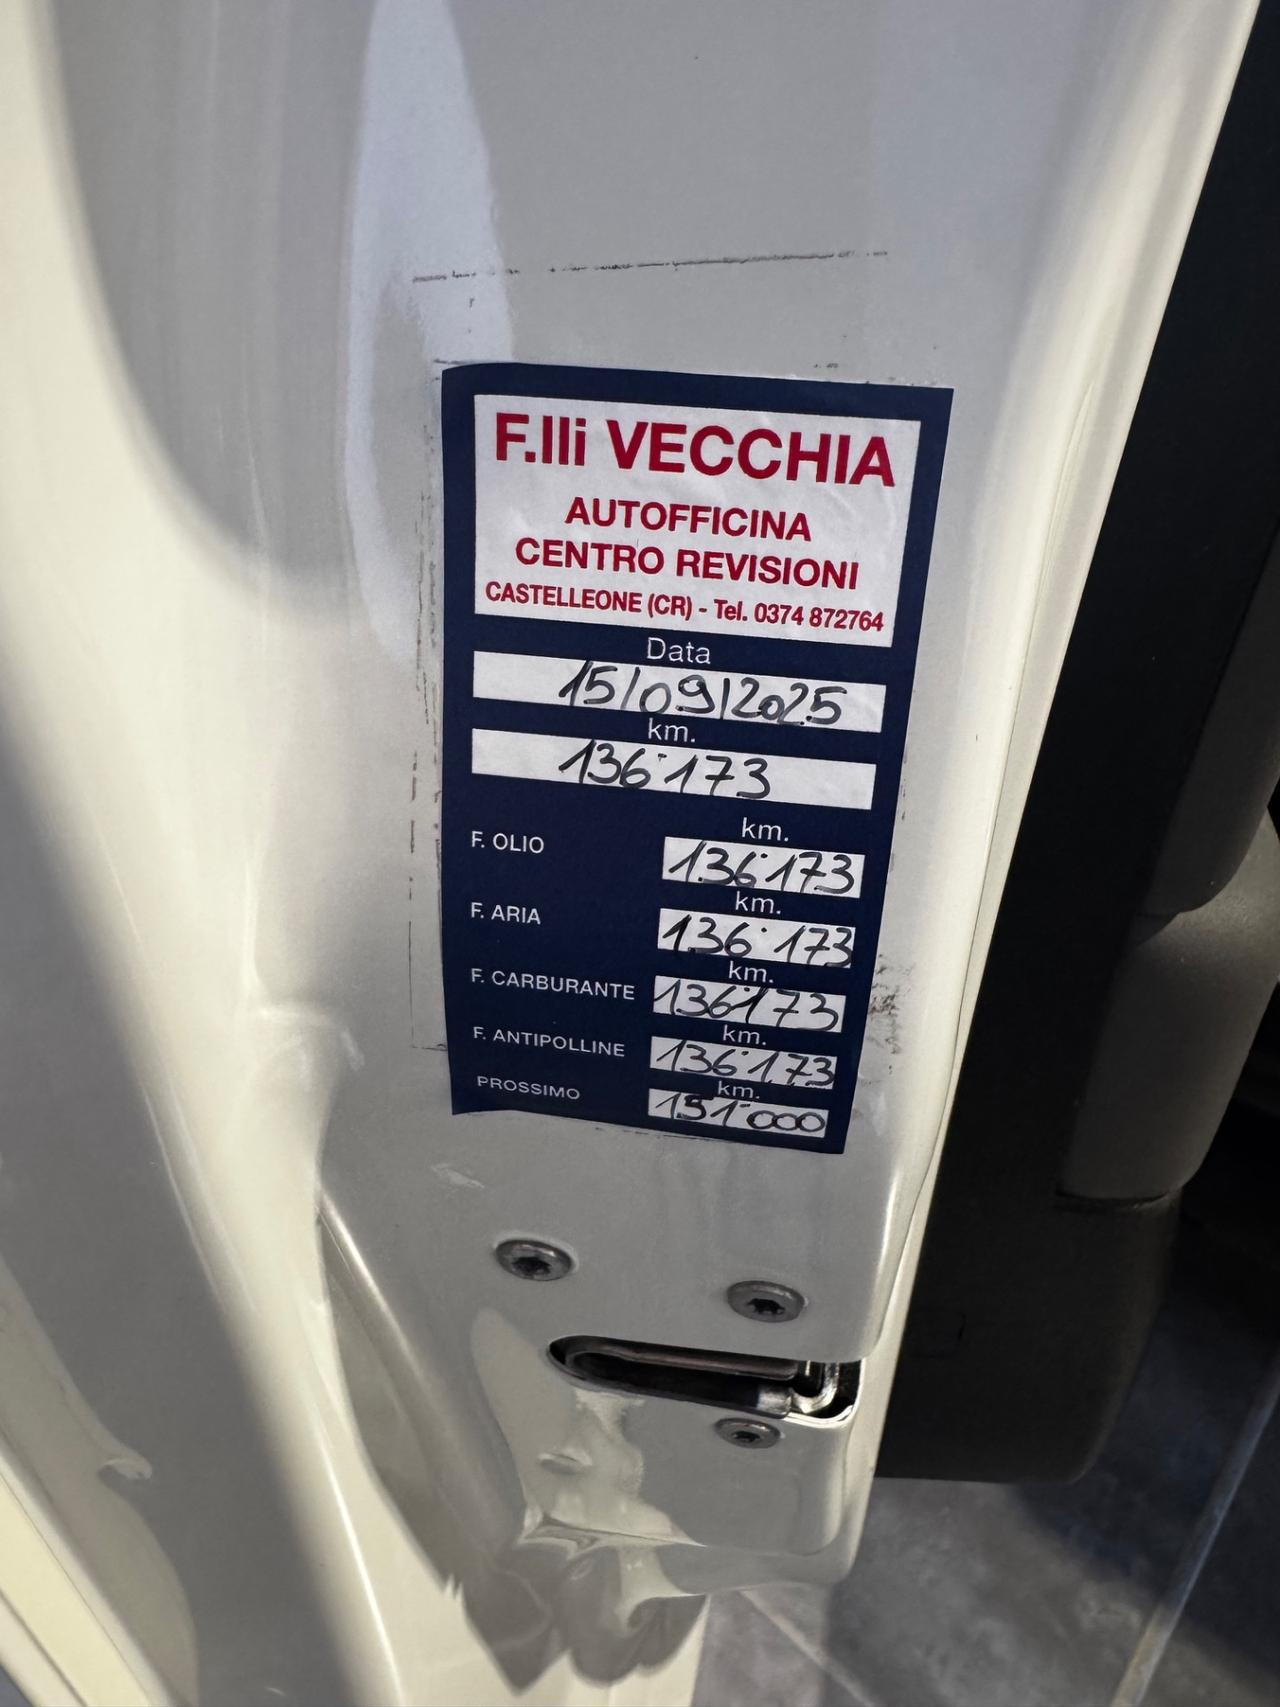 F.lli VECCHIA
AUTOFFICINA
CENTRO REVISIONI
CASTELLEONE (CR) - Tel. 0374 872764
Data
15/09/2025
km.
136˙173
km.
F. OLIO 136˙173
km.
F. ARIA 136˙173
km.
F. CARBURANTE 136˙173
km.
F. ANTIPOLLINE 136˙173
km.
PROSSIMO 151˙000